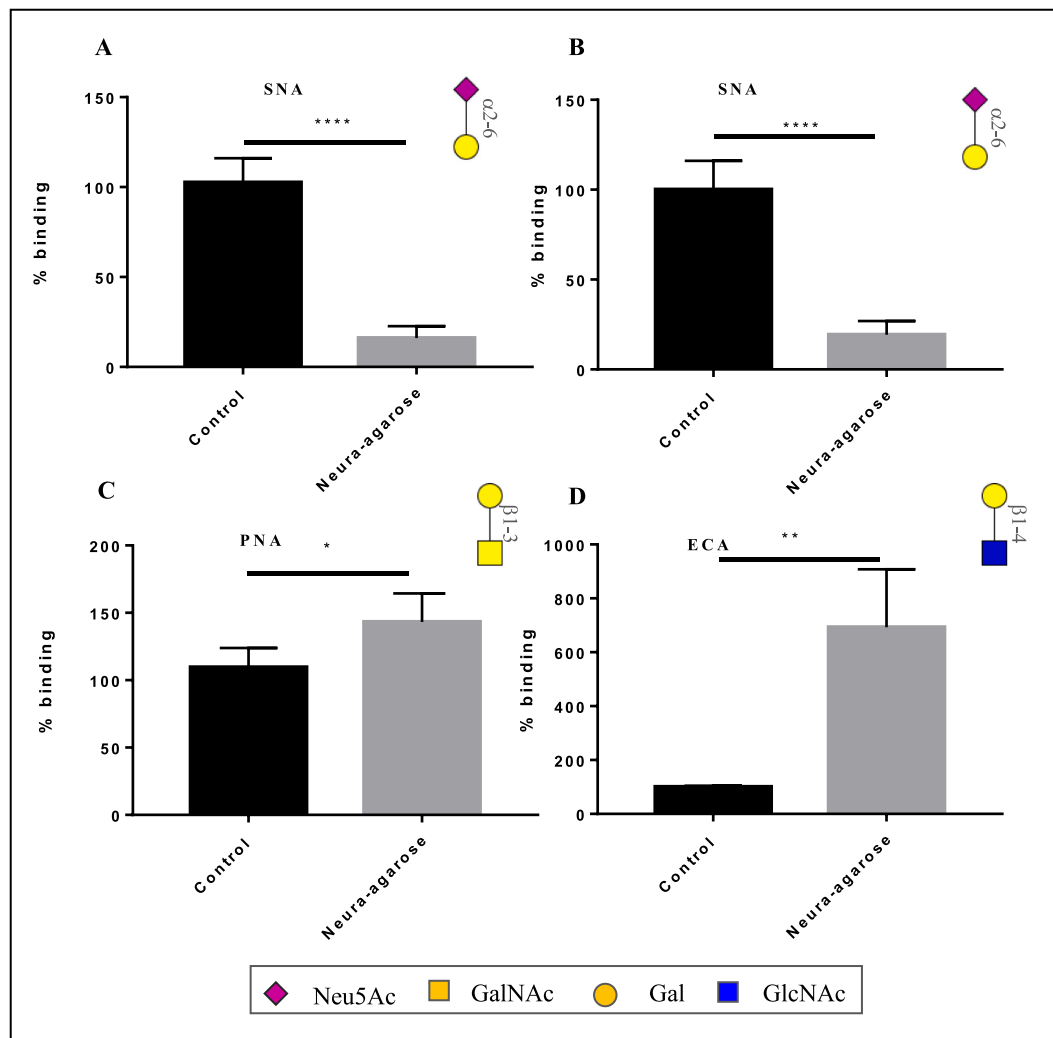 A
SNA
****
α2-6
150
100
50
0
% binding
Control
Neura-agarose
B
SNA
****
α2-6
150
100
50
0
% binding
Control
Neura-agarose
C
PNA
*
β1-3
200
150
100
50
0
% binding
Control
Neura-agarose
D
ECA
**
β1-4
1000
800
600
400
200
0
% binding
Control
Neura-agarose
Neu5Ac GalNAc Gal GlcNAc